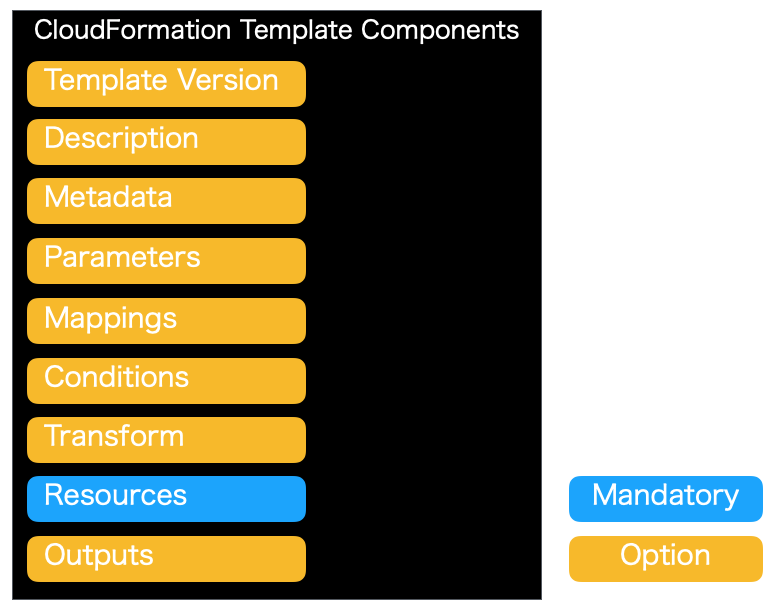 CloudFormation Template Components
Template Version
Description
Metadata
Parameters
Mappings
Conditions
Transform
Resources
Outputs
Mandatory
Option